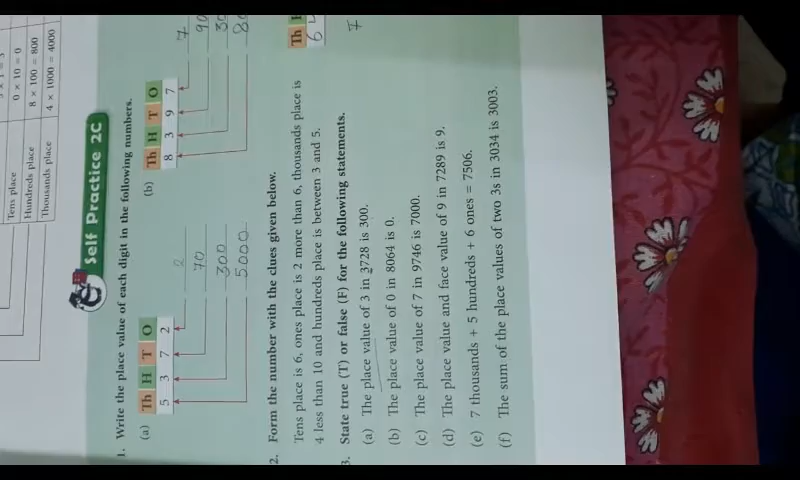 Tens place
0 × 10 = 0
Hundreds place
8 × 100 = 800
Thousands place
4 × 1000 = 4000
Self Practice 2C
1. Write the place value of each digit in the following numbers.
(a) Th H T O
5 3 7 2
2
70
300
5000
(b) Th H T O
8 3 9 7
7
90
2. Form the number with the clues given below.
Tens place is 6, ones place is 2 more than 6, thousands place is
4 less than 10 and hundreds place is between 3 and 5.
Th
6
3. State true (T) or false (F) for the following statements.
(a) The place value of 3 in 3728 is 300.
F
(b) The place value of 0 in 8064 is 0.
(c) The place value of 7 in 9746 is 7000.
(d) The place value and face value of 9 in 7289 is 9.
(e) 7 thousands + 5 hundreds + 6 ones = 7506.
(f) The sum of the place values of two 3s in 3034 is 3003.